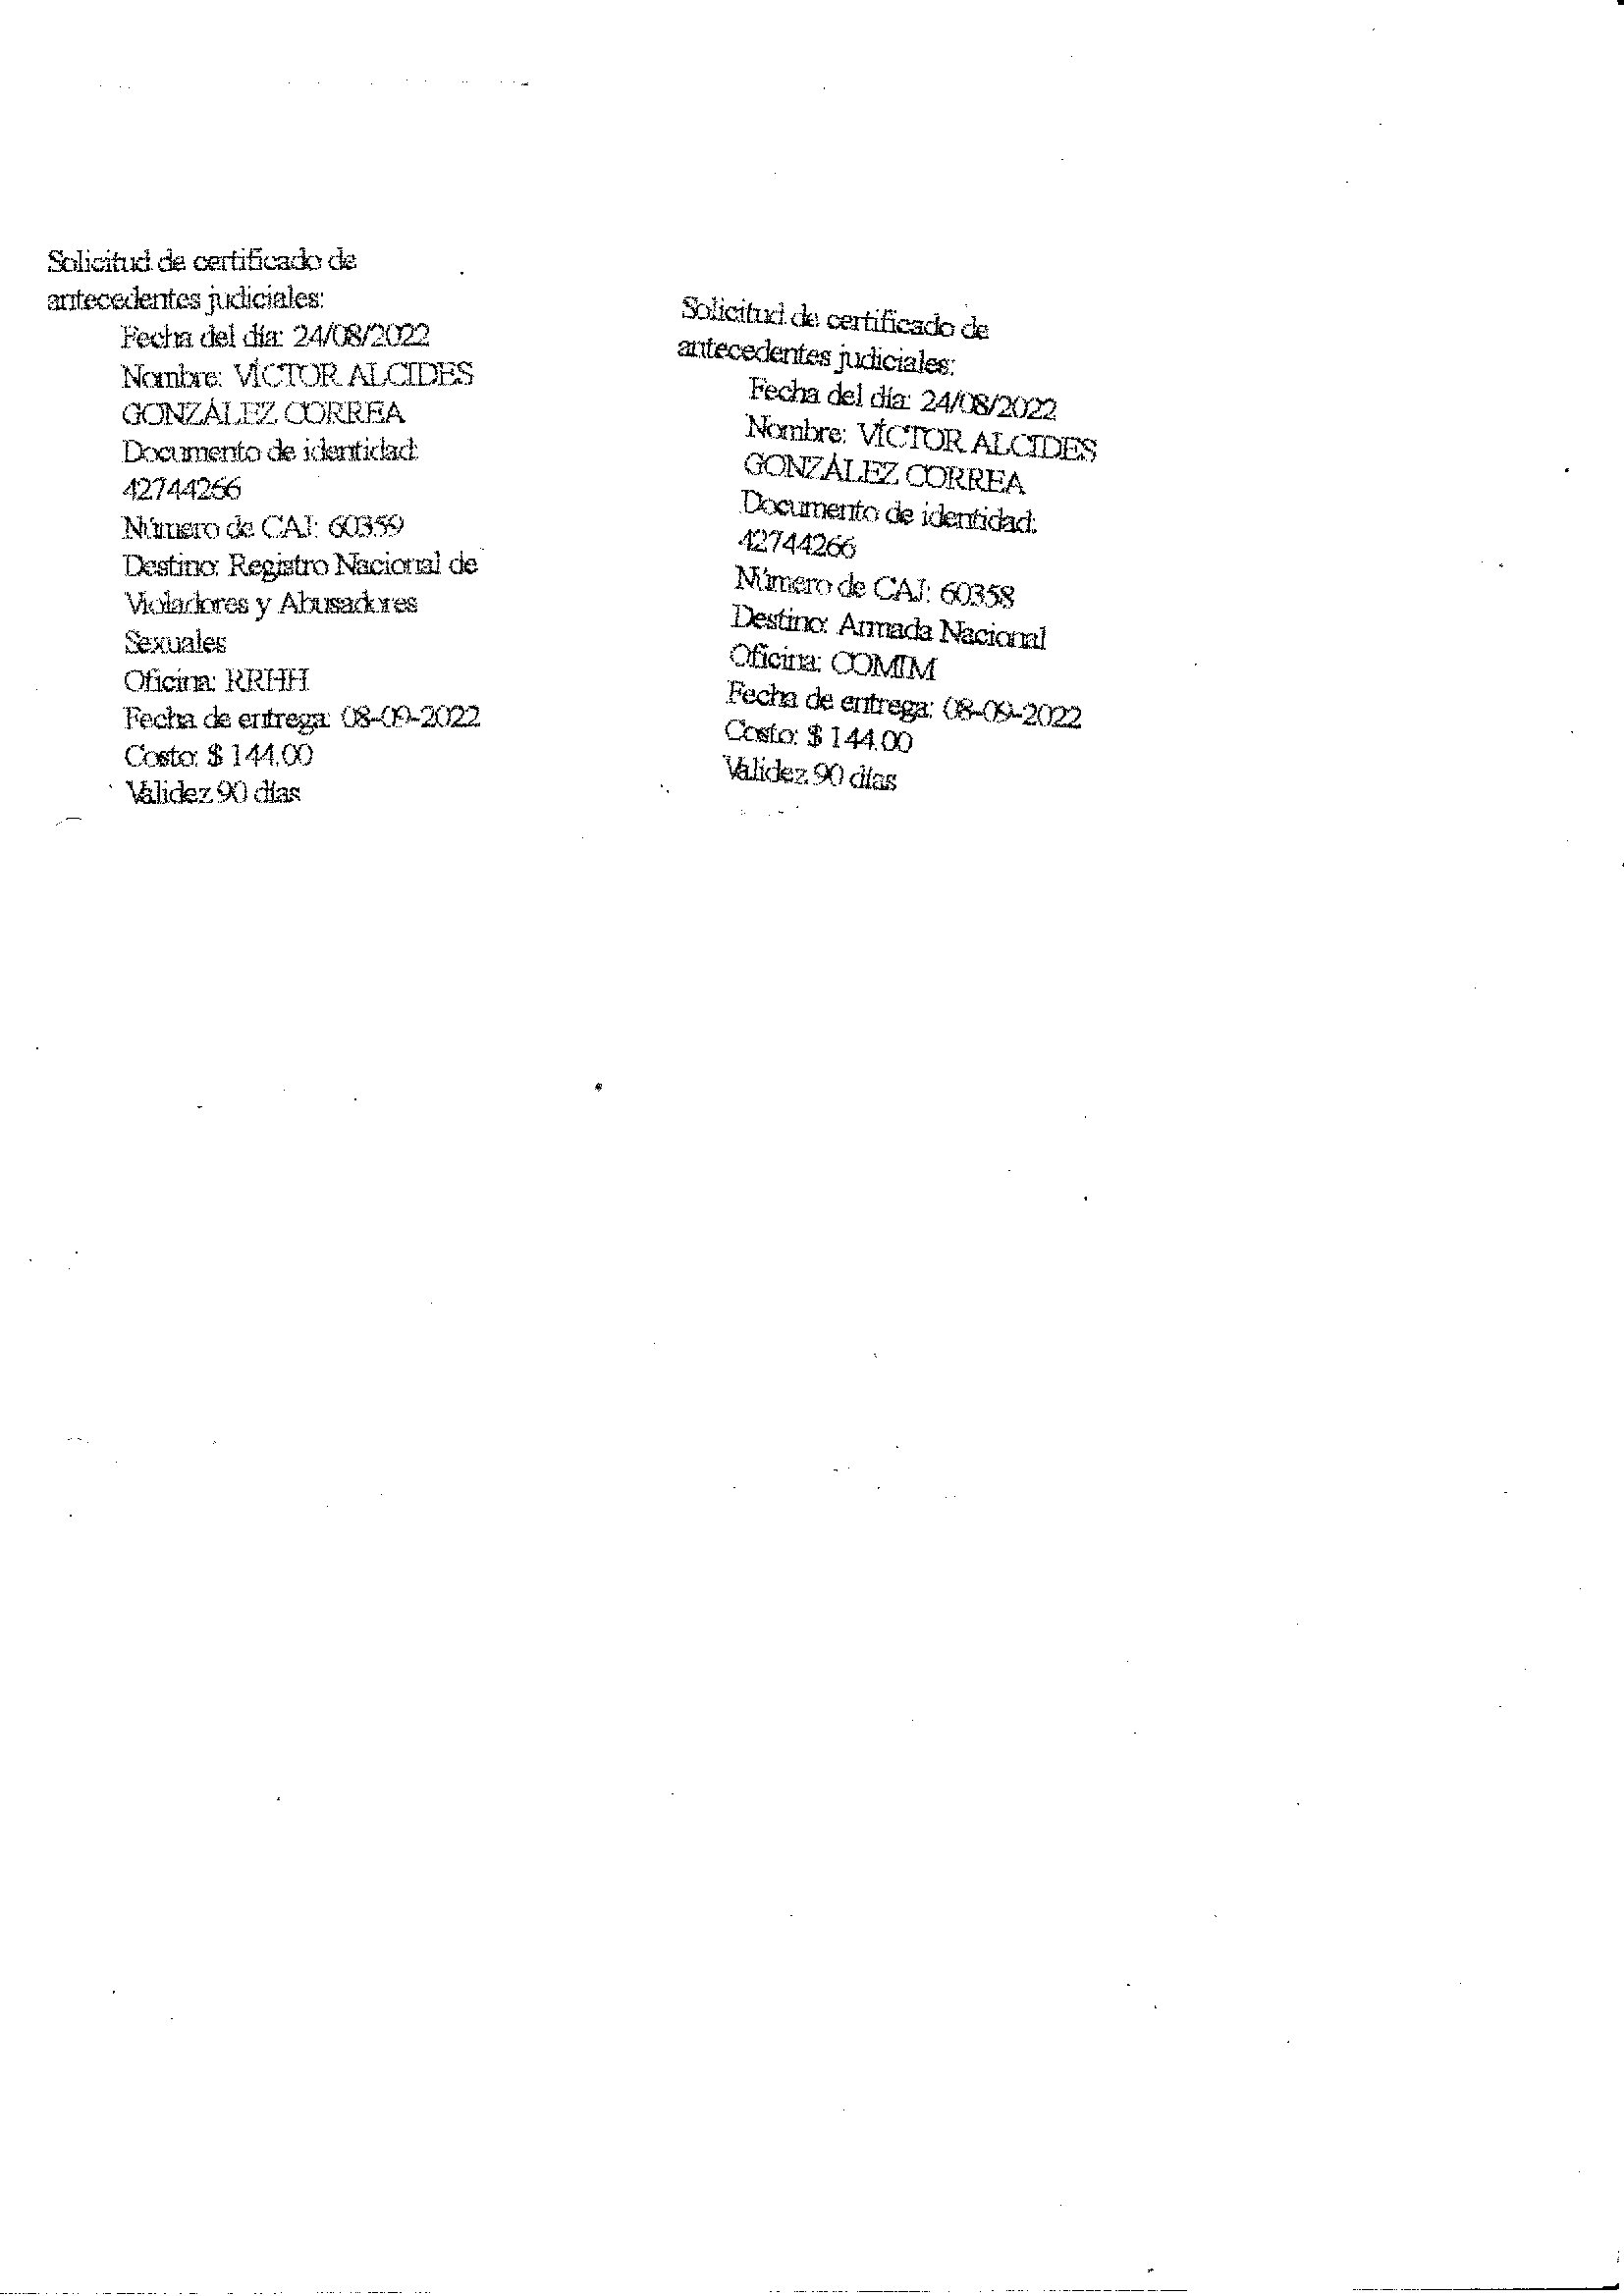 Solicitud de certificado de
antecedentes judiciales:
Fecha del día: 24/08/2022
Nombre: VÍCTOR ALCIDES
GONZÁLEZ CORREA
Documento de identidad:
42744266
Número de CAJ: 60359
Destino: Registro Nacional de
Violadores y Abusadores
Sexuales
Oficina: RRHH
Fecha de entrega: 08-09-2022
Costo: $ 144.00
Validez 90 días
Solicitud de certificado de
antecedentes judiciales:
Fecha del día: 24/08/2022
Nombre: VÍCTOR ALCIDES
GONZÁLEZ CORREA
Documento de identidad:
42744266
Número de CAJ: 60358
Destino: Armada Nacional
Oficina: COMIM
Fecha de entrega: 08-09-2022
Costo: $ 144.00
Validez 90 días